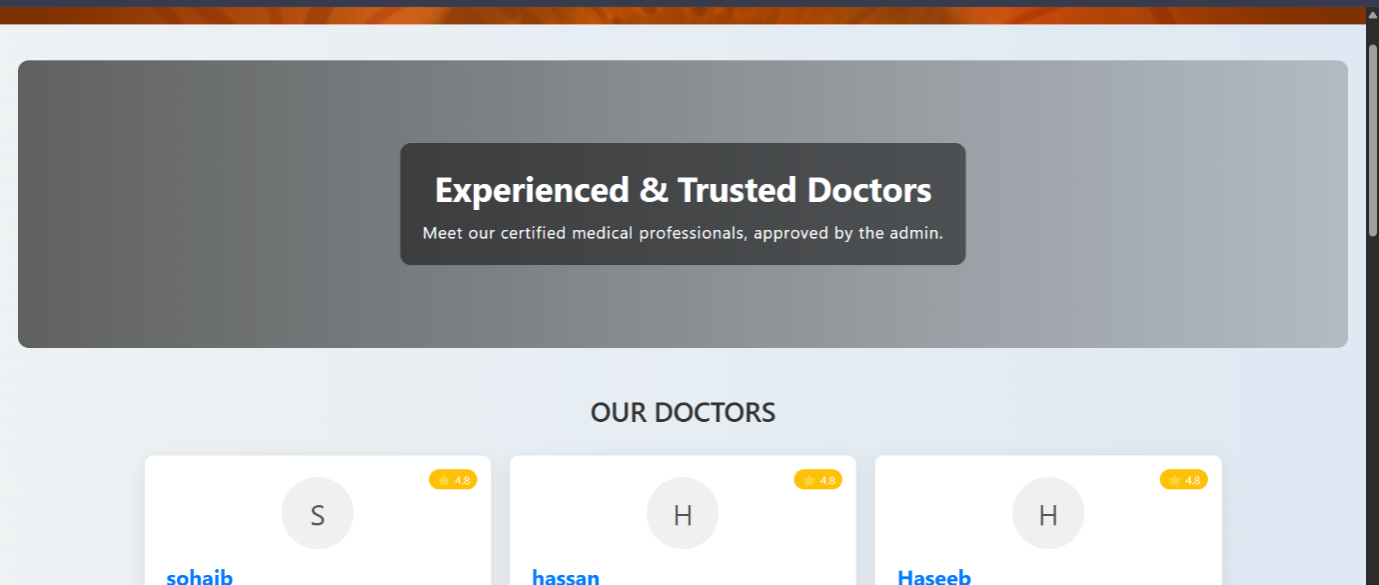 Experienced & Trusted Doctors
Meet our certified medical professionals, approved by the admin.
OUR DOCTORS
4.8
4.8
4.8
S
H
H
sohaib
hassan
Haseeb